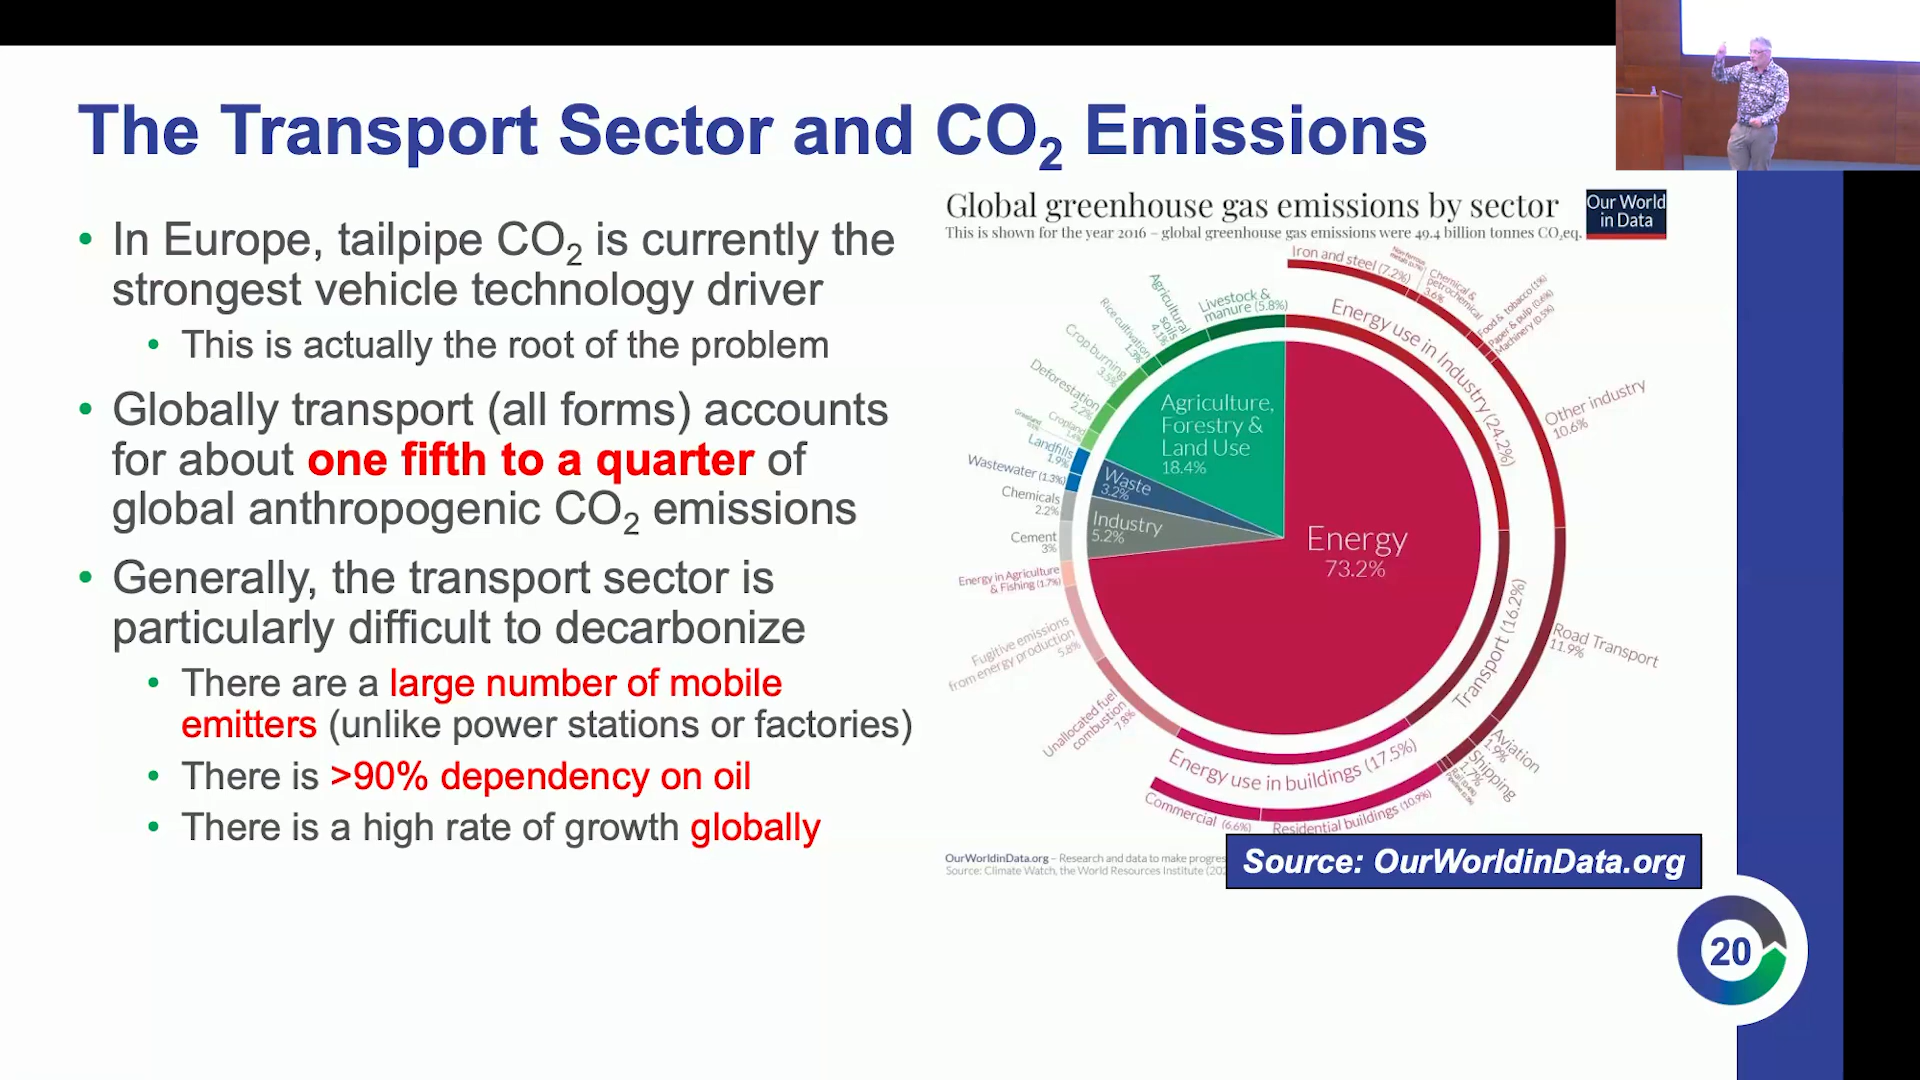 The Transport Sector and CO2 Emissions
• In Europe, tailpipe CO2 is currently the
strongest vehicle technology driver
• This is actually the root of the problem
• Globally transport (all forms) accounts
for about one fifth to a quarter of
global anthropogenic CO2 emissions
• Generally, the transport sector is
particularly difficult to decarbonize
• There are a large number of mobile
emitters (unlike power stations or factories)
• There is >90% dependency on oil
• There is a high rate of growth globally
Global greenhouse gas emissions by sector
This is shown for the year 2016 – global greenhouse gas emissions were 49.4 billion tonnes CO2eq.
Our World
in Data
Iron and steel (7.2%)
Chemical &
petrochemical
3.6%
Food & tobacco (1%)
Paper & pulp (0.6%)
Machinery (0.5%)
Energy use in Industry (24.2%)
Other industry
10.6%
Transport (16.2%)
Road Transport
11.9%
Aviation
1.9%
Shipping
1.7%
Energy use in buildings (17.5%)
Residential buildings (10.9%)
Commercial (6.6%)
Unallocated fuel
combustion
7.8%
Fugitive emissions
from energy production
5.8%
Energy in Agriculture
& Fishing (1.7%)
Cement
3%
Chemicals
2.2%
Wastewater (1.3%)
Landfills
1.9%
Cropland
1.4%
Deforestation
2.2%
Crop burning
3.5%
Rice cultivation
1.3%
Agricultural
soils
4.1%
Livestock &
manure (5.8%)
Agriculture,
Forestry &
Land Use
18.4%
Waste
3.2%
Industry
5.2%
Energy
73.2%
OurWorldinData.org – Research and data to make progres
Source: Climate Watch, the World Resources Institute (202
Source: OurWorldinData.org
20